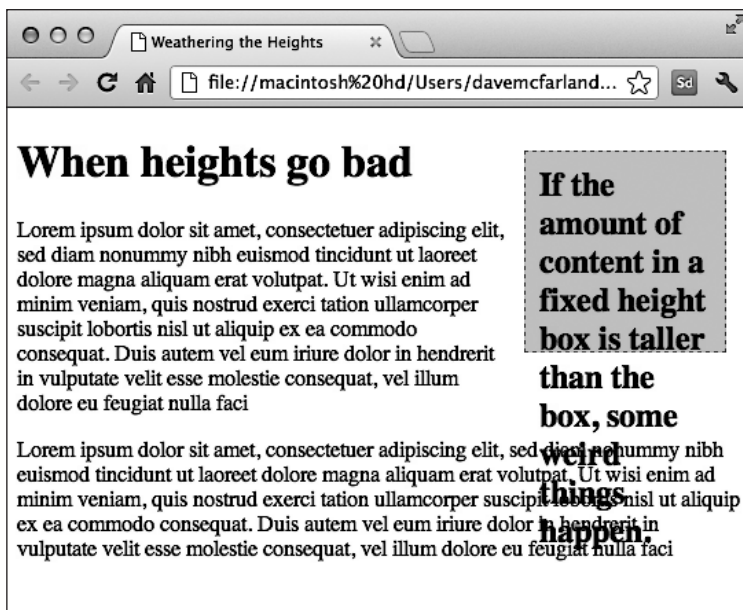 Weathering the Heights
file://macintosh%20hd/Users/davemcfarland...
Sd
When heights go bad
Lorem ipsum dolor sit amet, consectetuer adipiscing elit,
sed diam nonummy nibh euismod tincidunt ut laoreet
dolore magna aliquam erat volutpat. Ut wisi enim ad
minim veniam, quis nostrud exerci tation ullamcorper
suscipit lobortis nisl ut aliquip ex ea commodo
consequat. Duis autem vel eum iriure dolor in hendrerit
in vulputate velit esse molestie consequat, vel illum
dolore eu feugiat nulla faci
If the
amount of
content in a
fixed height
box is taller
than the
box, some
weird
things
happen.
Lorem ipsum dolor sit amet, consectetuer adipiscing elit, sed diam nonummy nibh
euismod tincidunt ut laoreet dolore magna aliquam erat volutpat. Ut wisi enim ad
minim veniam, quis nostrud exerci tation ullamcorper suscipit lobortis nisl ut aliquip
ex ea commodo consequat. Duis autem vel eum iriure dolor in hendrerit in
vulputate velit esse molestie consequat, vel illum dolore eu feugiat nulla faci